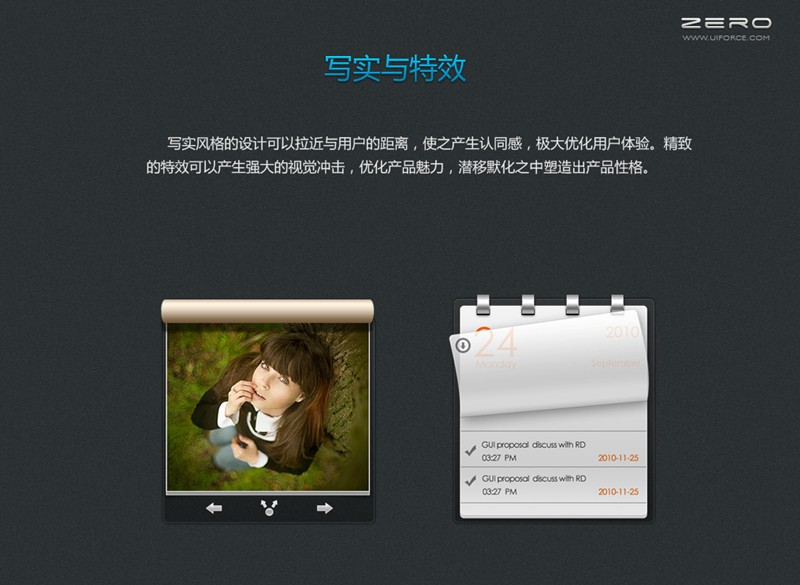 ZERO
WWW.UIFORCE.COM
写实与特效
写实风格的设计可以拉近与用户的距离，使之产生认同感，极大优化用户体验。精致
的特效可以产生强大的视觉冲击，优化产品魅力，潜移默化之中塑造出产品性格。
24
2010
Monday
September
GUI proposal discuss with RD
03:27 PM
2010-11-25
GUI proposal discuss with RD
03:27 PM
2010-11-25